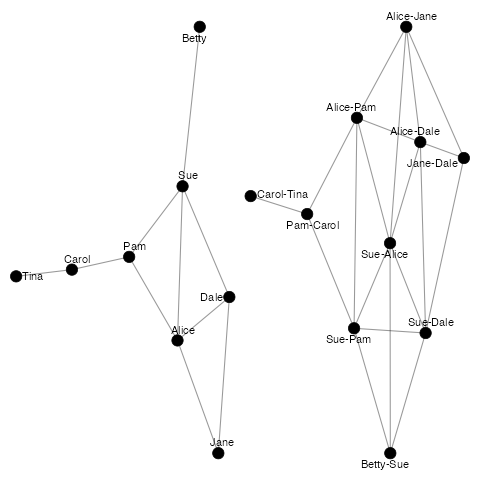 Betty
Sue
Pam
Carol
Tina
Dale
Alice
Jane
Alice-Jane
Alice-Pam
Alice-Dale
Jane-Dale
Carol-Tina
Pam-Carol
Sue-Alice
Sue-Dale
Sue-Pam
Betty-Sue